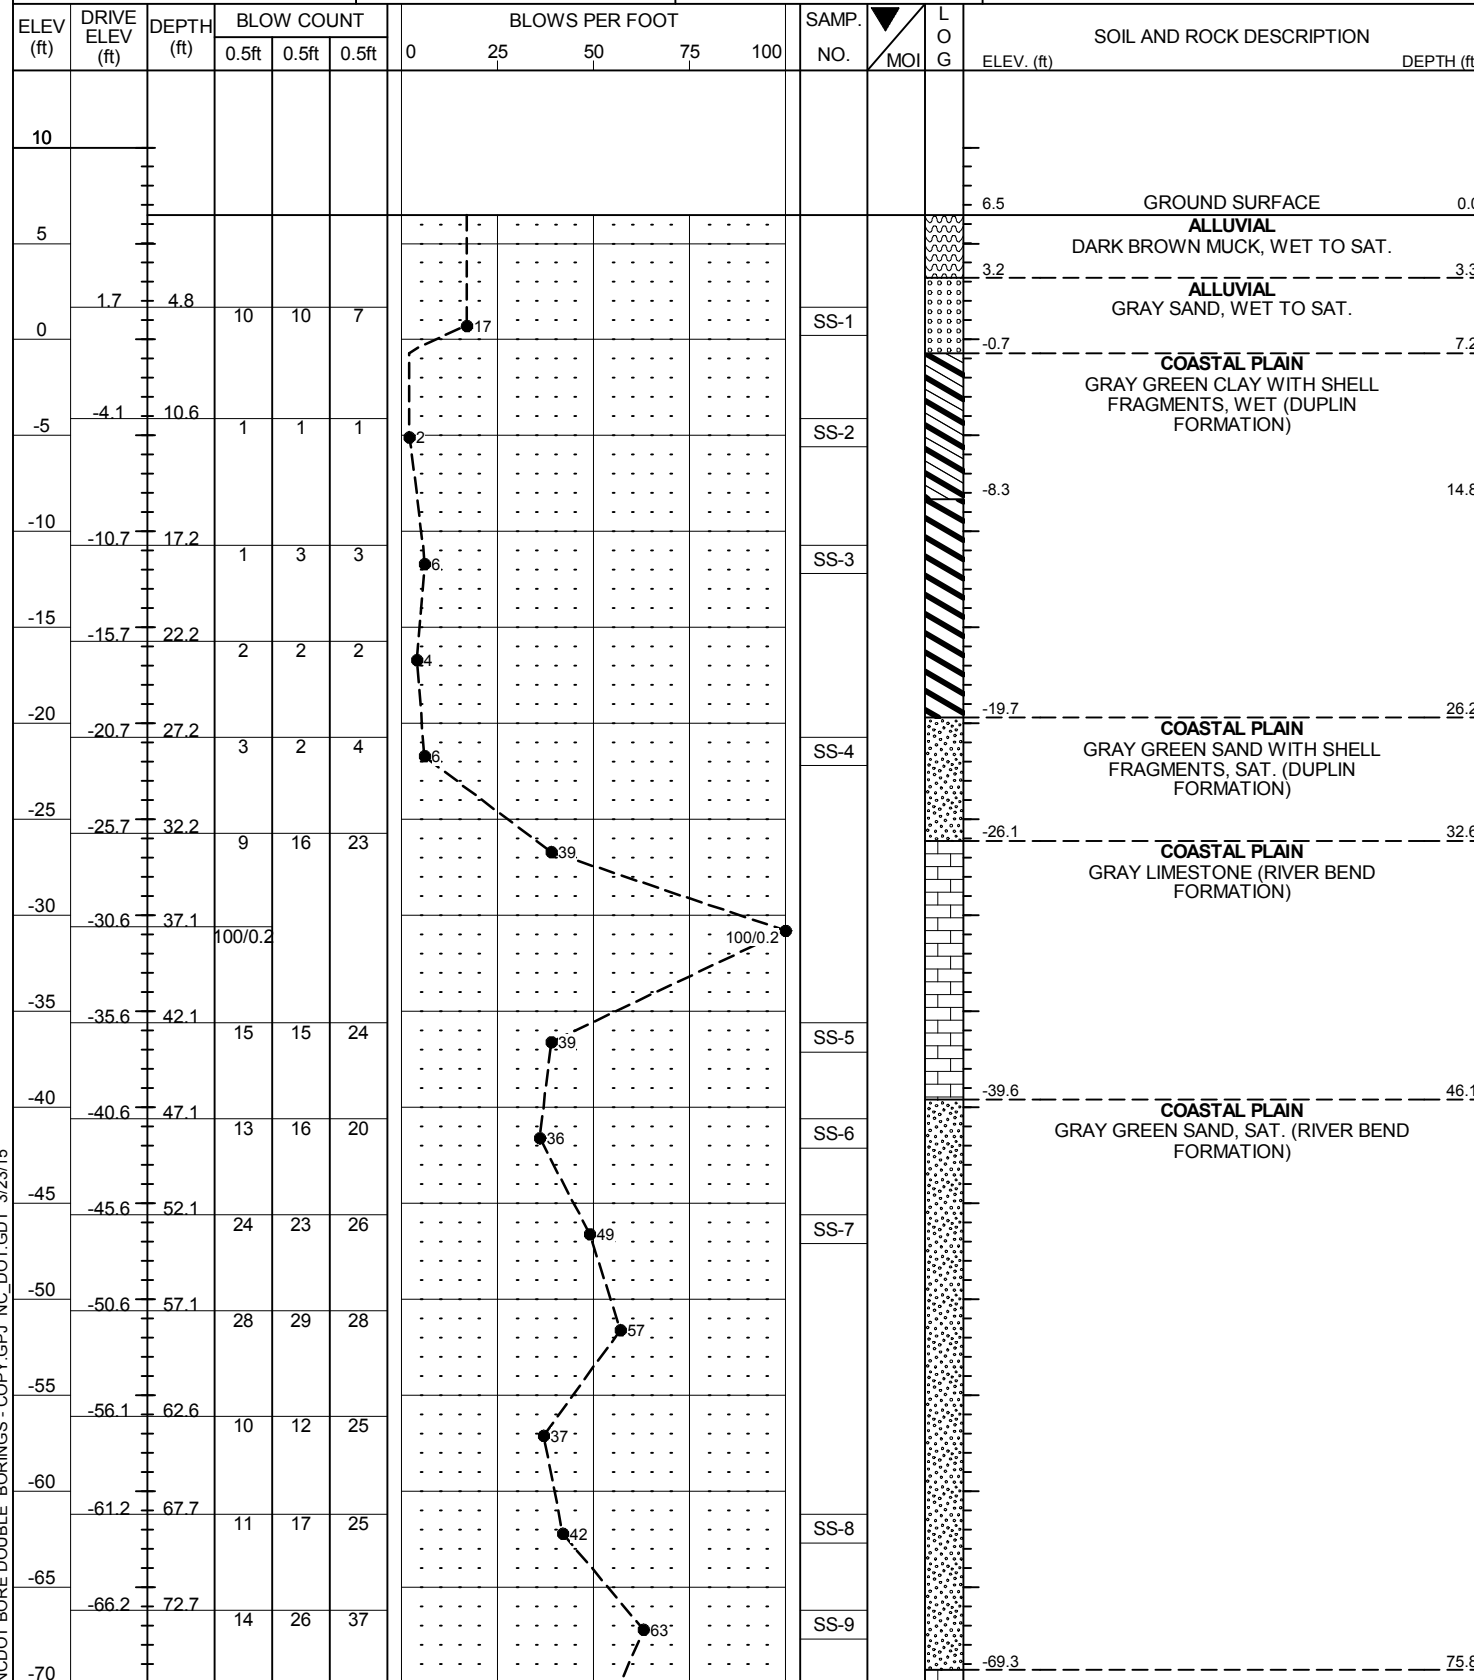 ELEV (ft) DRIVE ELEV (ft) DEPTH (ft) BLOW COUNT BLOWS PER FOOT SAMP. NO. MOI LOG SOIL AND ROCK DESCRIPTION
0.5ft 0.5ft 0.5ft 0 25 50 75 100 ELEV. (ft) DEPTH (ft
10
6.5 GROUND SURFACE 0.0
5 ALLUVIAL
DARK BROWN MUCK, WET TO SAT.
3.2 3.3
ALLUVIAL
1.7 4.8 GRAY SAND, WET TO SAT.
10 10 7 17 SS-1
0 -0.7 7.2
COASTAL PLAIN
GRAY GREEN CLAY WITH SHELL
FRAGMENTS, WET (DUPLIN
FORMATION)
-4.1 10.6
-5 1 1 1 2 SS-2
-8.3 14.8
-10
-10.7 17.2
1 3 3 6 SS-3
-15
-15.7 22.2
2 2 2 4
-19.7 26.2
-20 COASTAL PLAIN
-20.7 27.2
3 2 4 6 SS-4 GRAY GREEN SAND WITH SHELL
FRAGMENTS, SAT. (DUPLIN
FORMATION)
-25
-25.7 32.2 -26.1 32.6
9 16 23 39 COASTAL PLAIN
GRAY LIMESTONE (RIVER BEND
FORMATION)
-30
-30.6 37.1
100/0.2 100/0.2
-35
-35.6 42.1
15 15 24 39 SS-5
-39.6 46.1
-40 COASTAL PLAIN
-40.6 47.1
13 16 20 36 SS-6 GRAY GREEN SAND, SAT. (RIVER BEND
FORMATION)
-45
-45.6 52.1
24 23 26 49 SS-7
-50
-50.6 57.1
28 29 28 57
-55
-56.1 62.6
10 12 25 37
-60
-61.2 67.7
11 17 25 42 SS-8
-65
-66.2 72.7
14 26 37 63 SS-9
-69.3 75.8
-70
NCDOT BORE DOUBLE BORINGS - COPY.GPJ NC_DOT.GDT 3/23/15